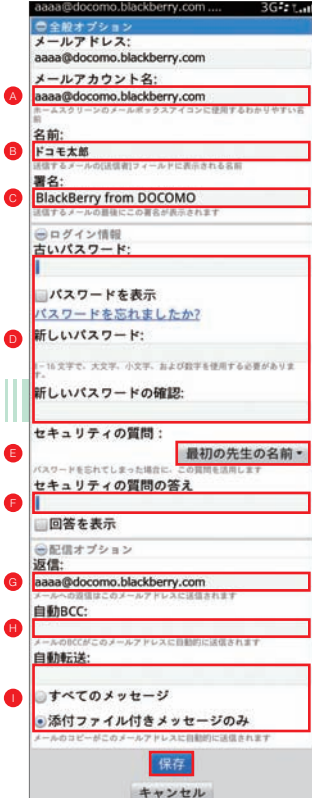 aaaa@docomo.blackberry.com .... 3G
全般オプション
メールアドレス:
aaaa@docomo.blackberry.com
メールアカウント名:
A
aaaa@docomo.blackberry.com
ホームスクリーンのメールボックスアイコンに使用するわかりやすい名
前
名前:
B
ドコモ太郎
送信するメールの[送信者]フィールドに表示される名前
署名:
C
BlackBerry from DOCOMO
送信するメールの最後にこの署名が表示されます
ログイン情報
古いパスワード:
パスワードを表示
パスワードを忘れましたか?
D
新しいパスワード:
-16 文字で、大文字、小文字、および数字を使用する必要がありま
す。
新しいパスワードの確認:
セキュリティの質問:
E
最初の先生の名前
パスワードを忘れてしまった場合に、この質問を活用します
セキュリティの質問の答え
F
回答を表示
配信オプション
返信:
G
aaaa@docomo.blackberry.com
メールへの返信はこのメールアドレスに送信されます
自動BCC:
H
メールのBCCがこのメールアドレスに自動的に送信されます
自動転送:
I
すべてのメッセージ
添付ファイル付きメッセージのみ
メールのコピーがこのメールアドレスに自動的に送信されます
保存
キャンセル